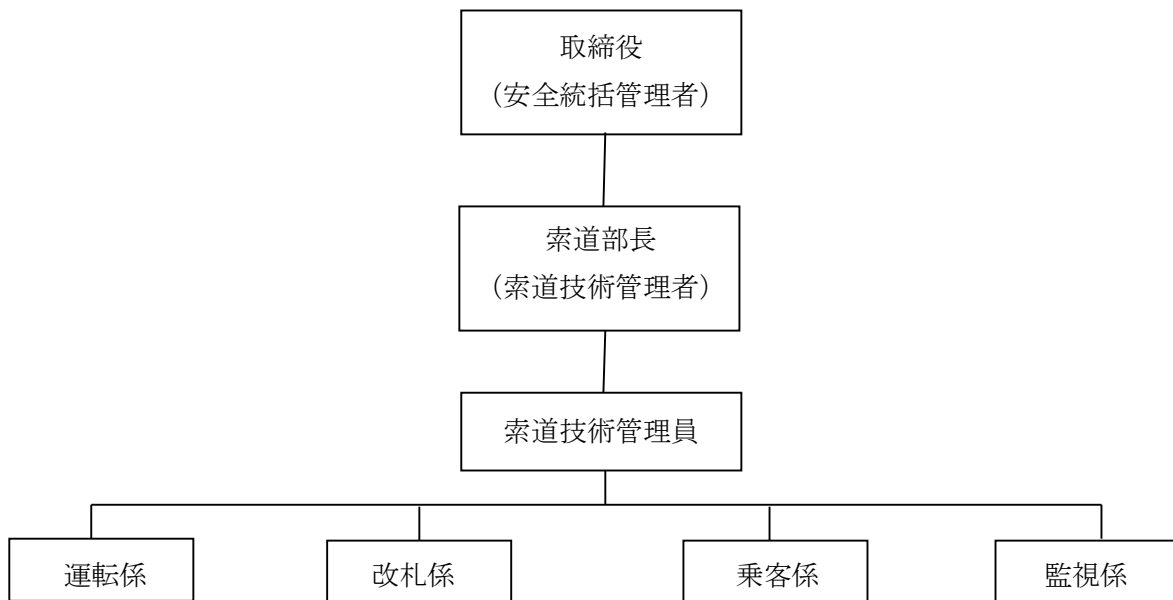 取締役
（安全統括管理者）
索道部長
（索道技術管理者）
索道技術管理員
運転係
改札係
乗客係
監視係